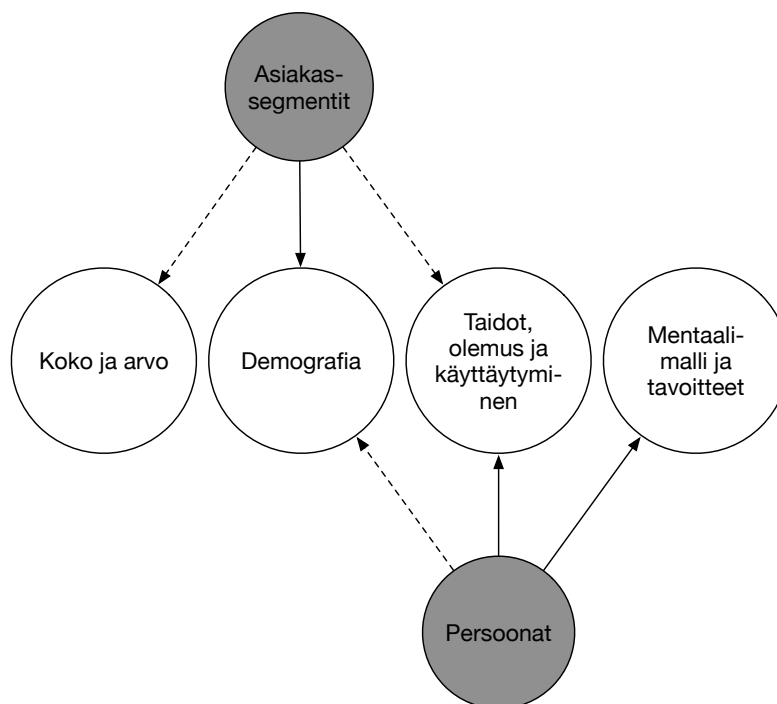 Asiakas-
segmentit
Koko ja arvo
Demografia
Taidot,
olemus ja
käyttäytymi-
nen
Mentaali-
malli ja
tavoitteet
Persoonat